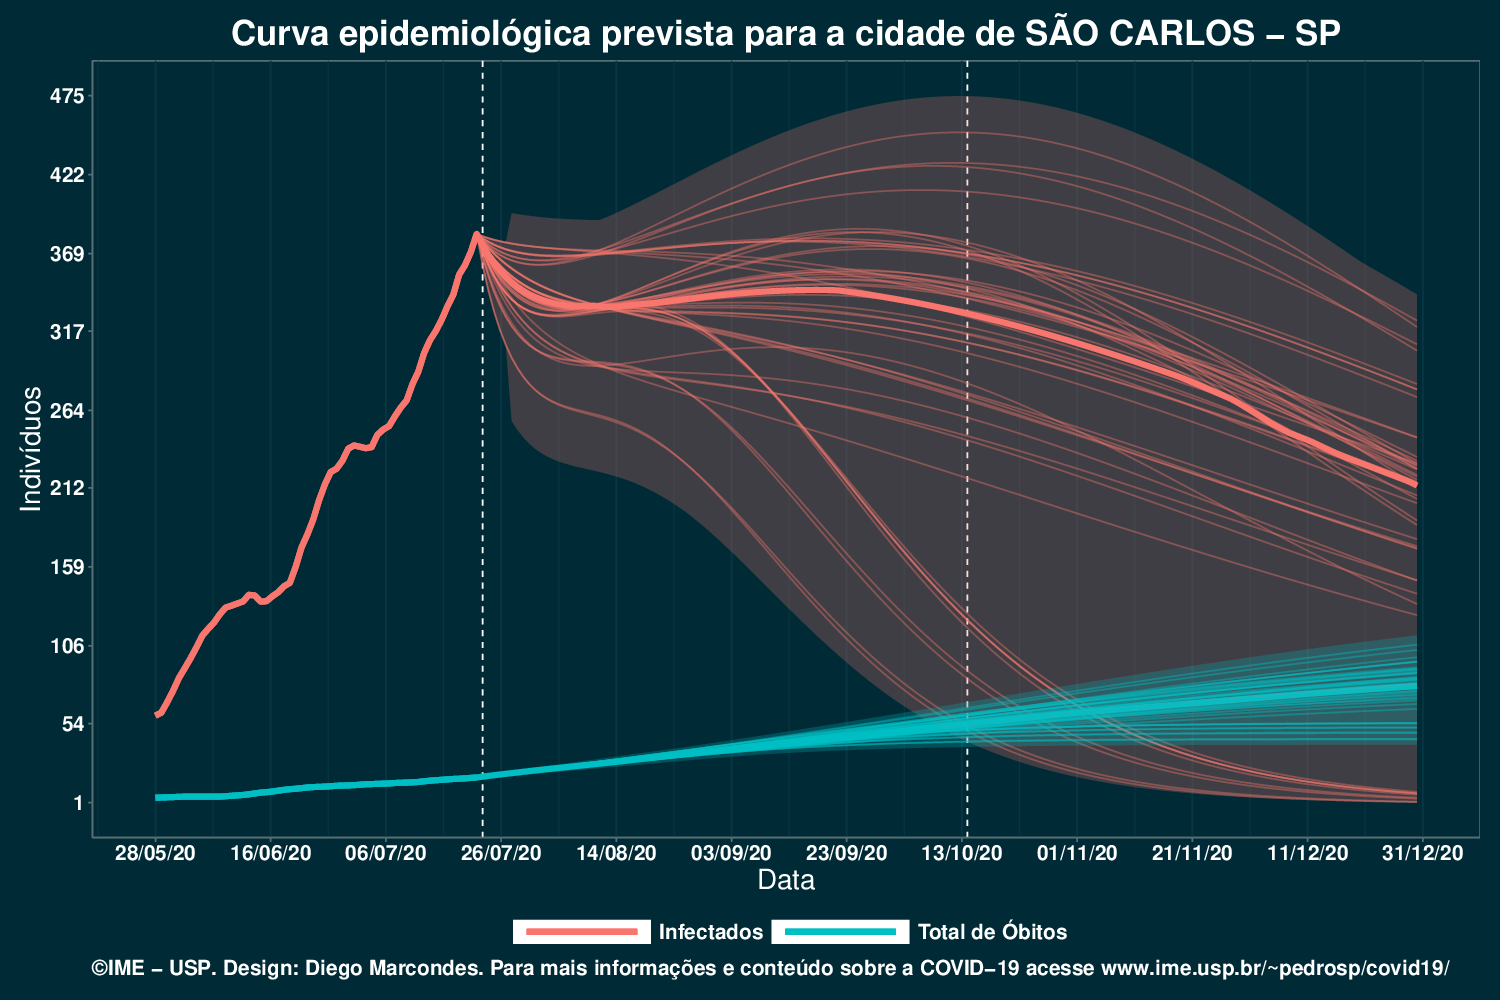 Curva epidemiológica prevista para a cidade de SÃO CARLOS − SP
475
422
369
317
264
212
159
106
54
1
Indivíduos
28/05/20 16/06/20 06/07/20 26/07/20 14/08/20 03/09/20 23/09/20 13/10/20 01/11/20 21/11/20 11/12/20 31/12/20
Data
Infectados Total de Óbitos
©IME − USP. Design: Diego Marcondes. Para mais informações e conteúdo sobre a COVID−19 acesse www.ime.usp.br/~pedrosp/covid19/